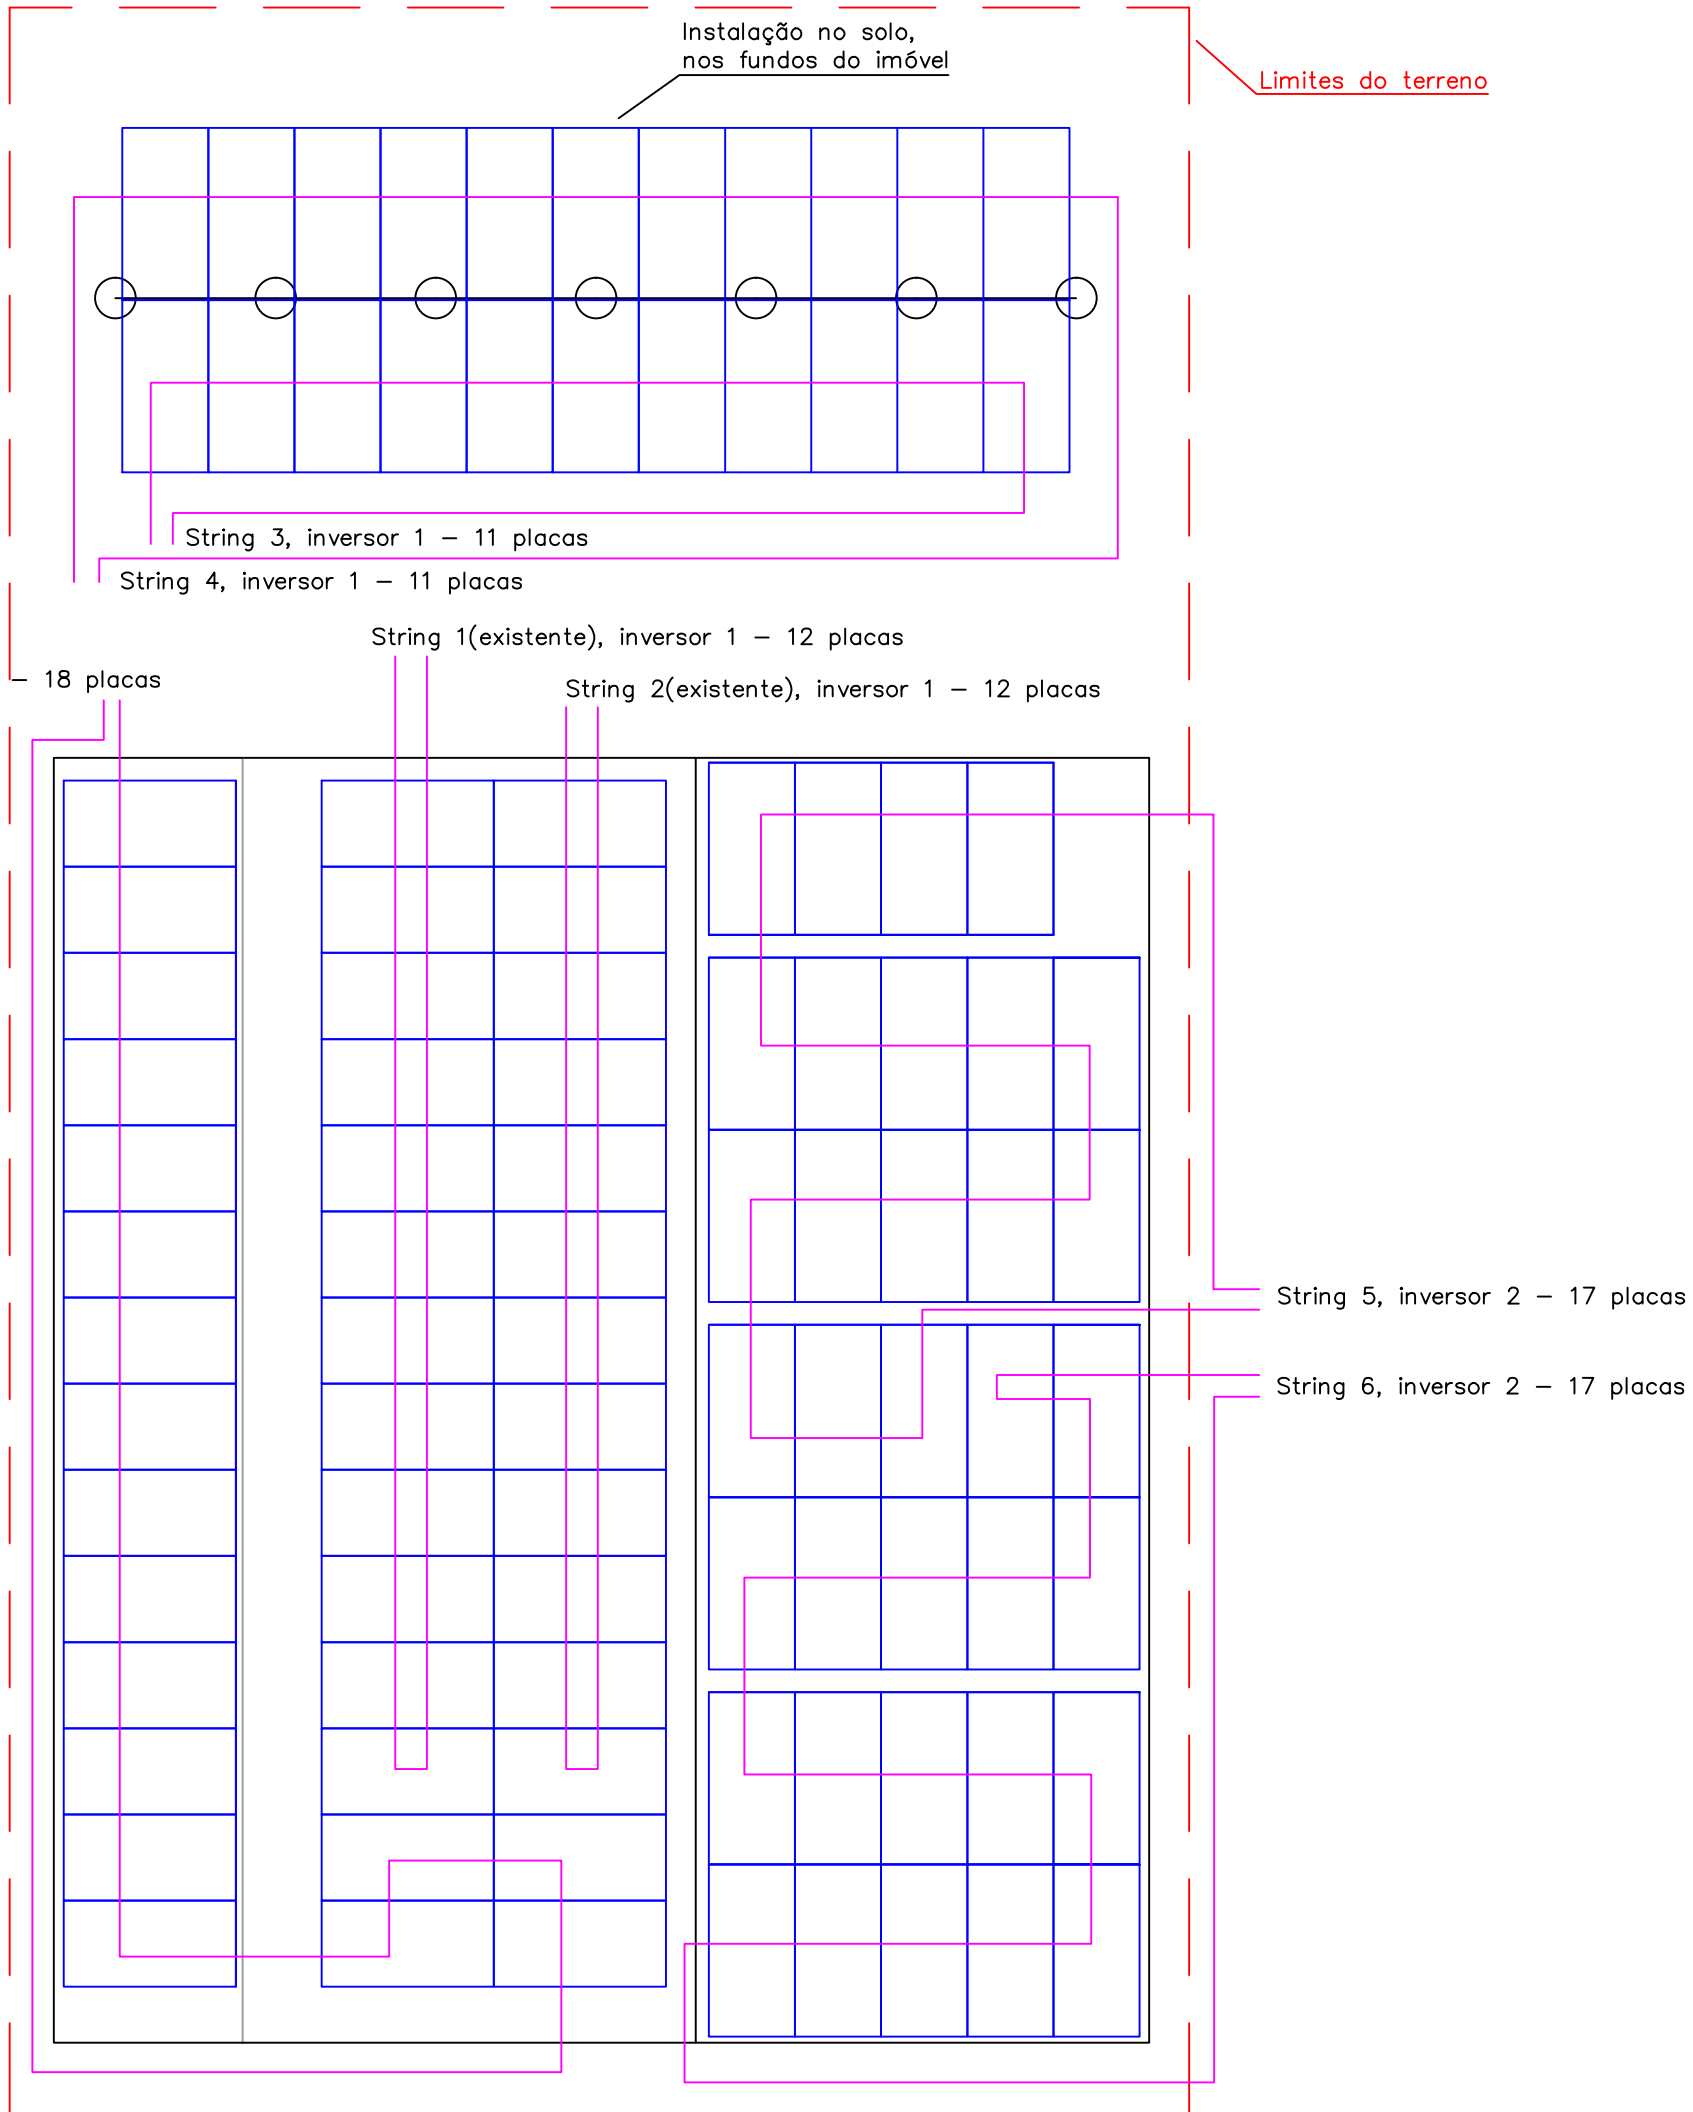 Instalação no solo,
nos fundos do imóvel
Limites do terreno
String 3, inversor 1 – 11 placas
String 4, inversor 1 – 11 placas
String 1(existente), inversor 1 – 12 placas
– 18 placas
String 2(existente), inversor 1 – 12 placas
String 5, inversor 2 – 17 placas
String 6, inversor 2 – 17 placas